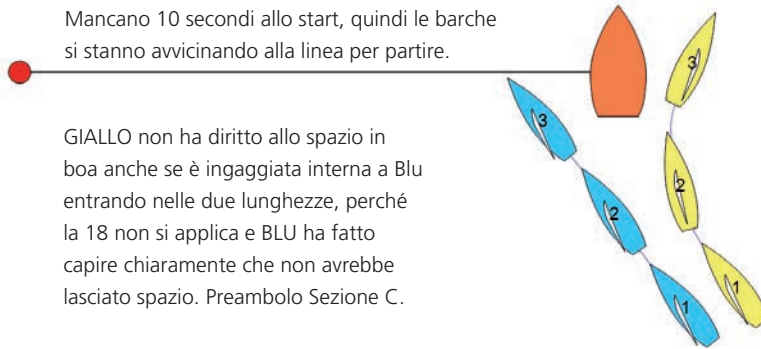 Mancano 10 secondi allo start, quindi le barche
si stanno avvicinando alla linea per partire.
GIALLO non ha diritto allo spazio in
boa anche se è ingaggiata interna a Blu
entrando nelle due lunghezze, perché
la 18 non si applica e BLU ha fatto
capire chiaramente che non avrebbe
lasciato spazio. Preambolo Sezione C.
3
3
2
2
1
1